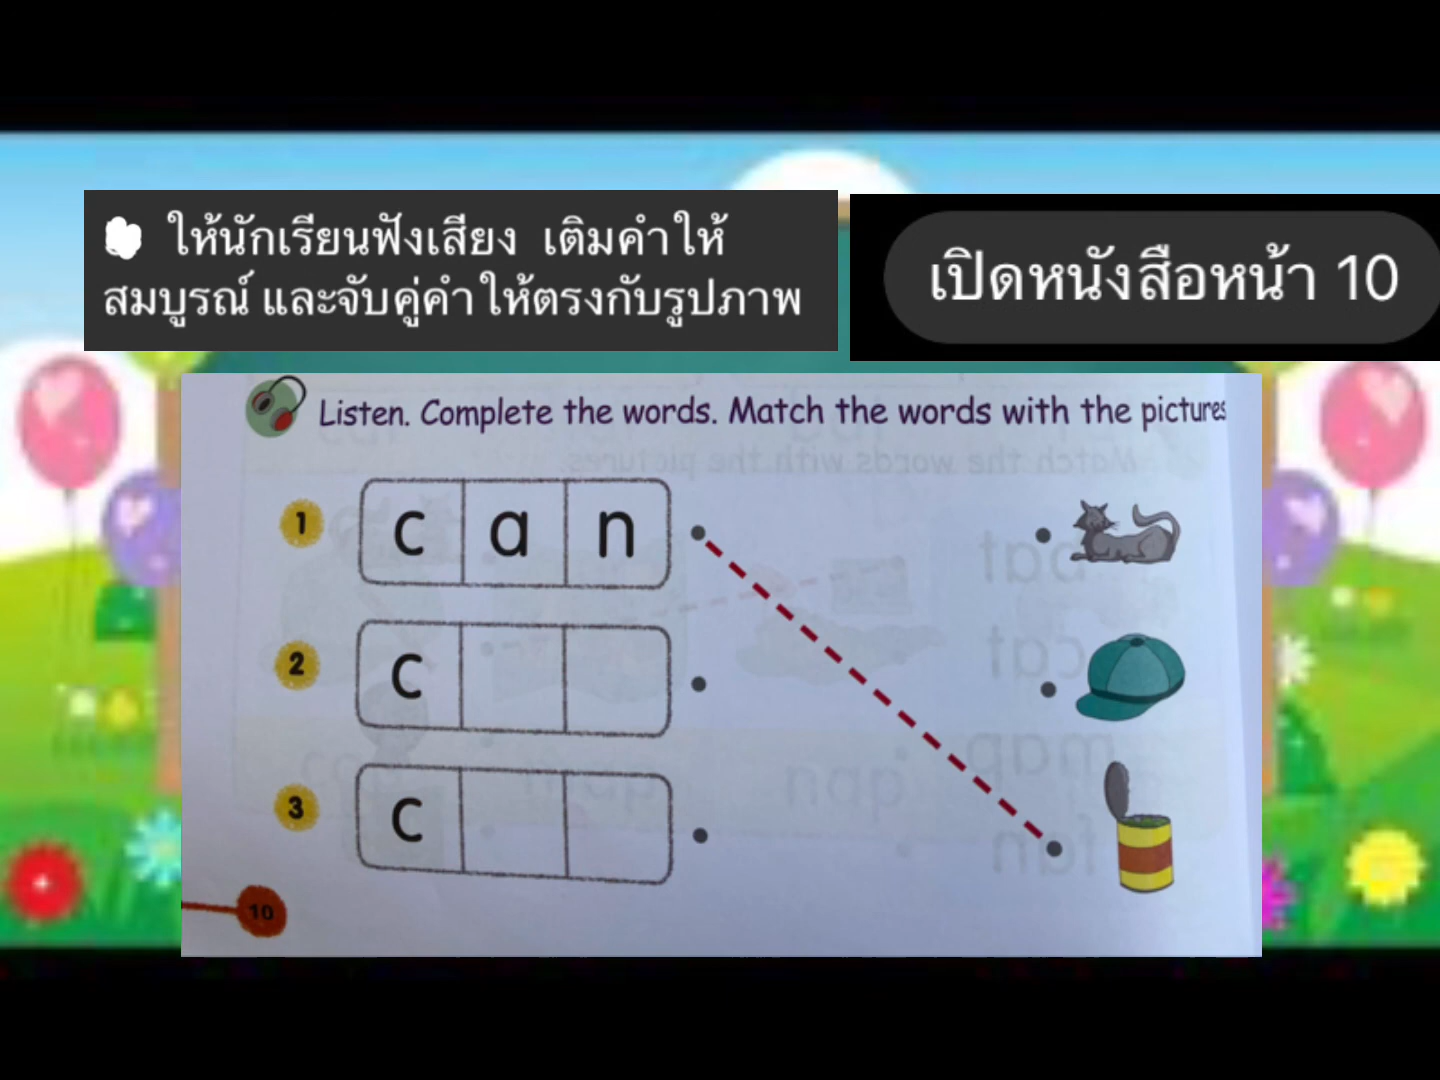 ให้นักเรียนฟังเสียง เติมคำให้
สมบูรณ์ และจับคู่คำให้ตรงกับรูปภาพ
เปิดหนังสือหน้า 10
Listen. Complete the words. Match the words with the pictures
1 c a n
2 c
3 c
10